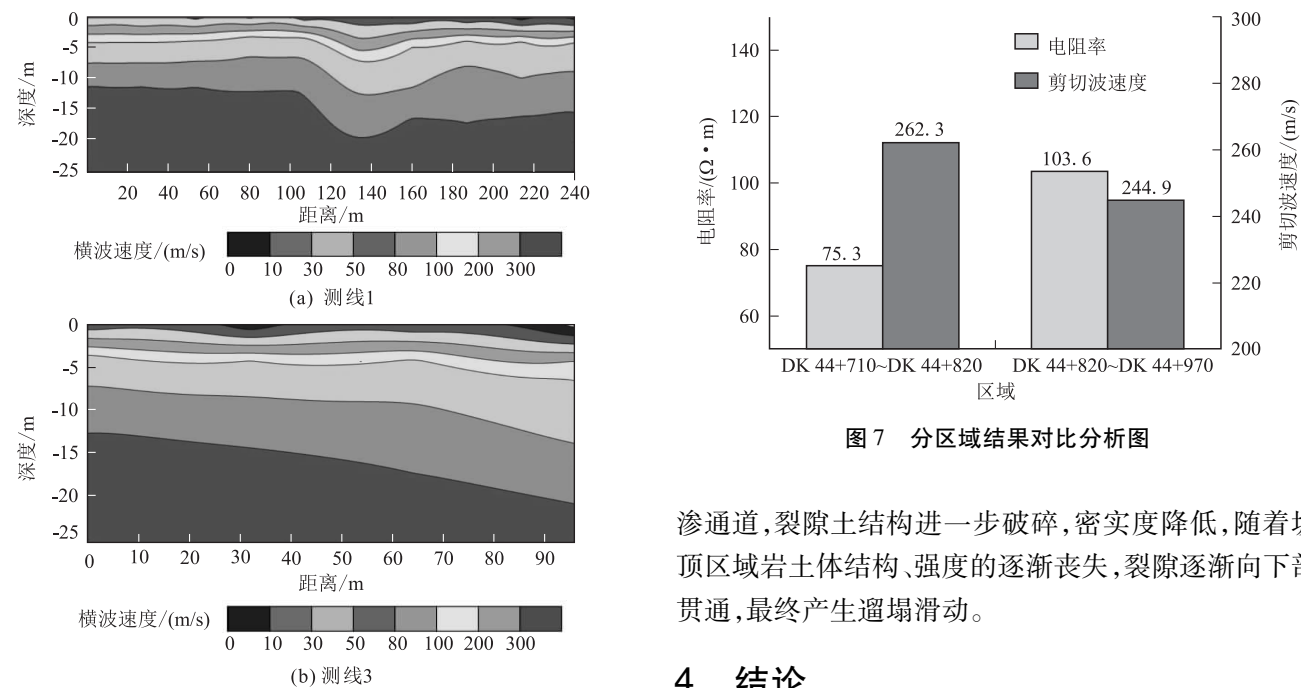 0
-5
-10
-15
-20
-25
深度/m
20 40 60 80 100 120 140 160 180 200 220 240
距离/m
横波速度/(m/s)
0 10 30 50 80 100 200 300
(a) 测线1
0
-5
-10
-15
-20
-25
深度/m
0 10 20 30 40 50 60 70 80 90
距离/m
横波速度/(m/s)
0 10 30 50 80 100 200 300
(b) 测线3
140
120
100
80
60
电阻率/(Ω•m)
电阻率
剪切波速度
75.3
262.3
103.6
244.9
300
280
260
240
220
200
剪切波速度/(m/s)
DK 44+710~DK 44+820 DK 44+820~DK 44+970
区域
图7 分区域结果对比分析图
渗通道,裂隙土结构进一步破碎,密实度降低,随着
顶区域岩土体结构、强度的逐渐丧失,裂隙逐渐向下
贯通,最终产生遛塌滑动。
4 结论